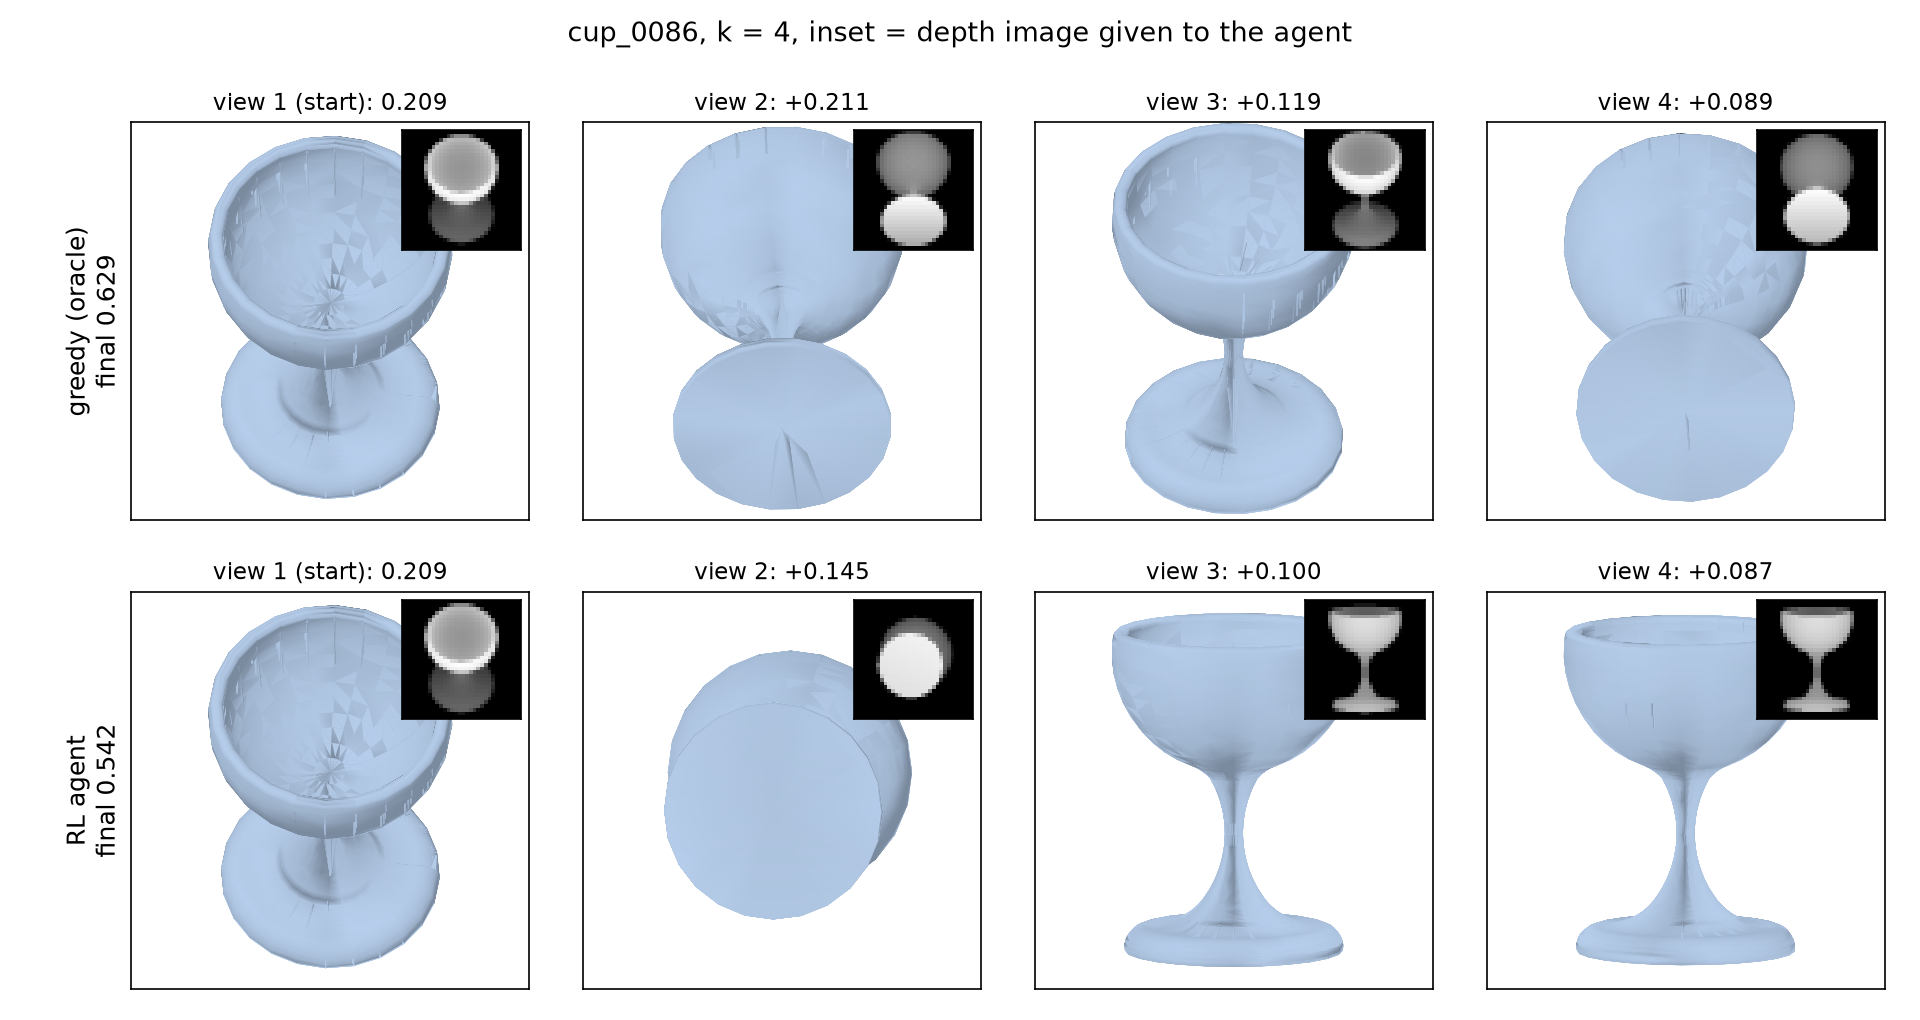 cup_0086, k = 4, inset = depth image given to the agent
greedy (oracle)
final 0.629
view 1 (start): 0.209
view 2: +0.211
view 3: +0.119
view 4: +0.089
RL agent
final 0.542
view 1 (start): 0.209
view 2: +0.145
view 3: +0.100
view 4: +0.087